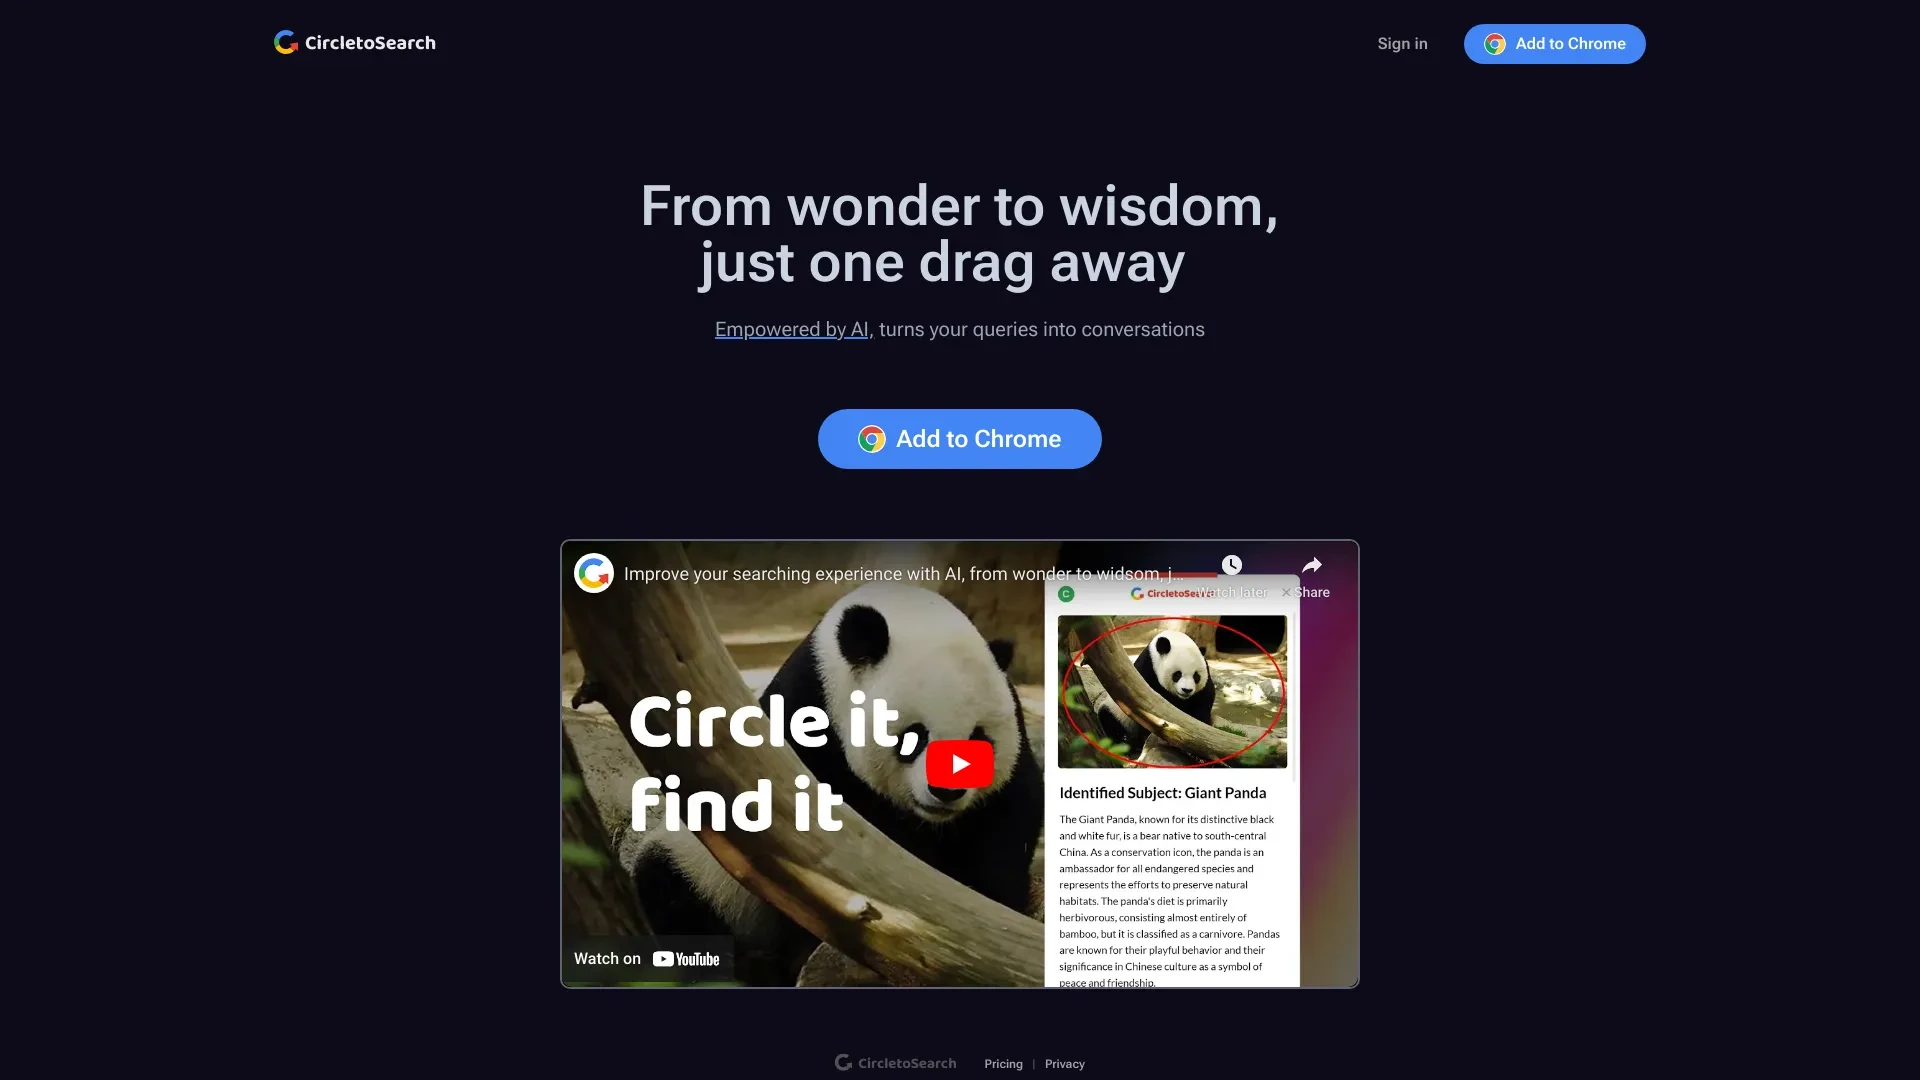 CircletoSearch
Sign in
Add to Chrome
From wonder to wisdom,
just one drag away
Empowered by AI, turns your queries into conversations
Add to Chrome
Improve your searching experience with AI, from wonder to widsom, j...
Watch later
Share
C
CircletoSearch
Circle it,
find it
Identified Subject: Giant Panda
The Giant Panda, known for its distinctive black
and white fur, is a bear native to south-central
China. As a conservation icon, the panda is an
ambassador for all endangered species and
represents the efforts to preserve natural
habitats. The panda's diet is primarily
herbivorous, consisting almost entirely of
bamboo, but it is classified as a carnivore. Pandas
are known for their playful behavior and their
significance in Chinese culture as a symbol of
peace and friendship.
Watch on YouTube
CircletoSearch
Pricing | Privacy